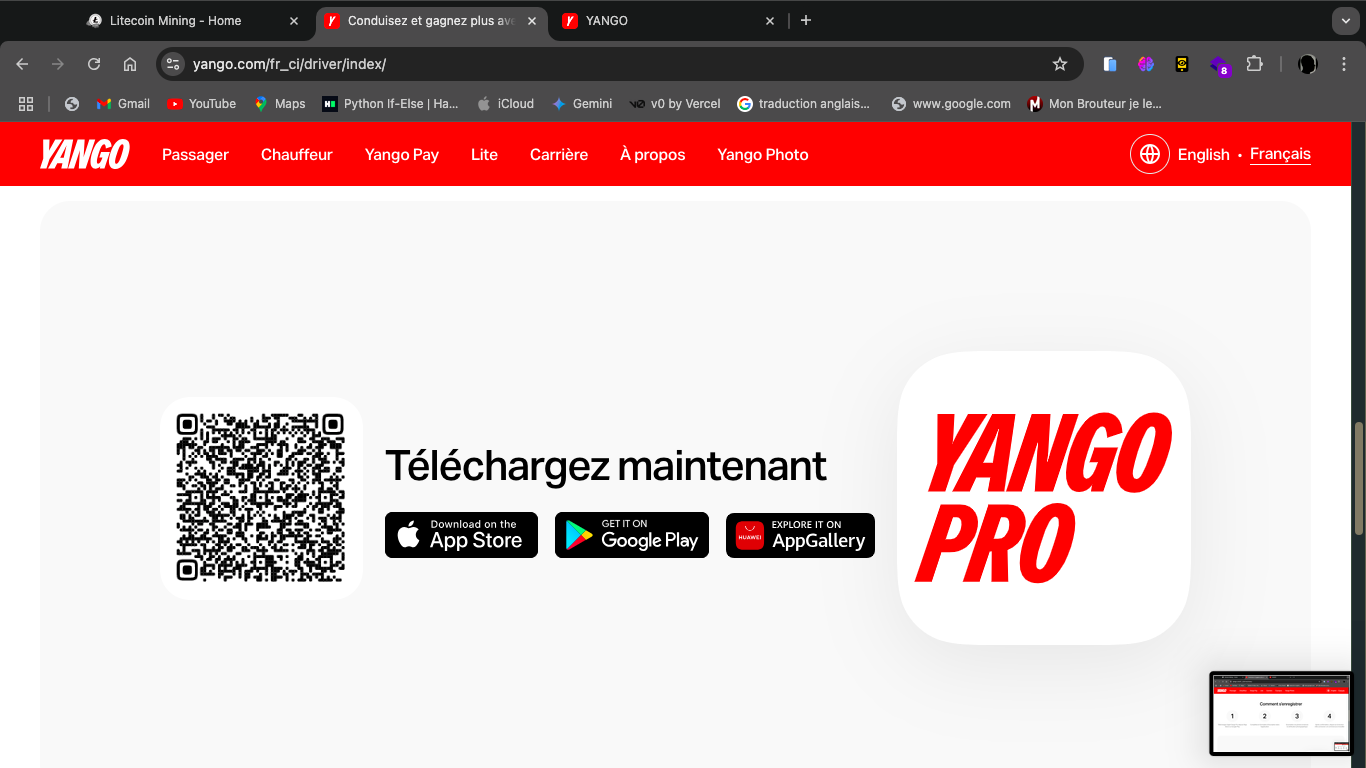 Litecoin Mining - Home
Conduisez et gagnez plus ave
YANGO
yango.com/fr_ci/driver/index/
8
Gmail
YouTube
Maps
Python If-Else | Ha...
iCloud
Gemini
v0 by Vercel
traduction anglais...
www.google.com
Mon Brouteur je le...
YANGO
Passager
Chauffeur
Yango Pay
Lite
Carrière
À propos
Yango Photo
English • Français
Téléchargez maintenant
Download on the
App Store
GET IT ON
Google Play
HUAWEI
EXPLORE IT ON
AppGallery
YANGO
PRO
Comment s'enregistrer
1 2 3 4